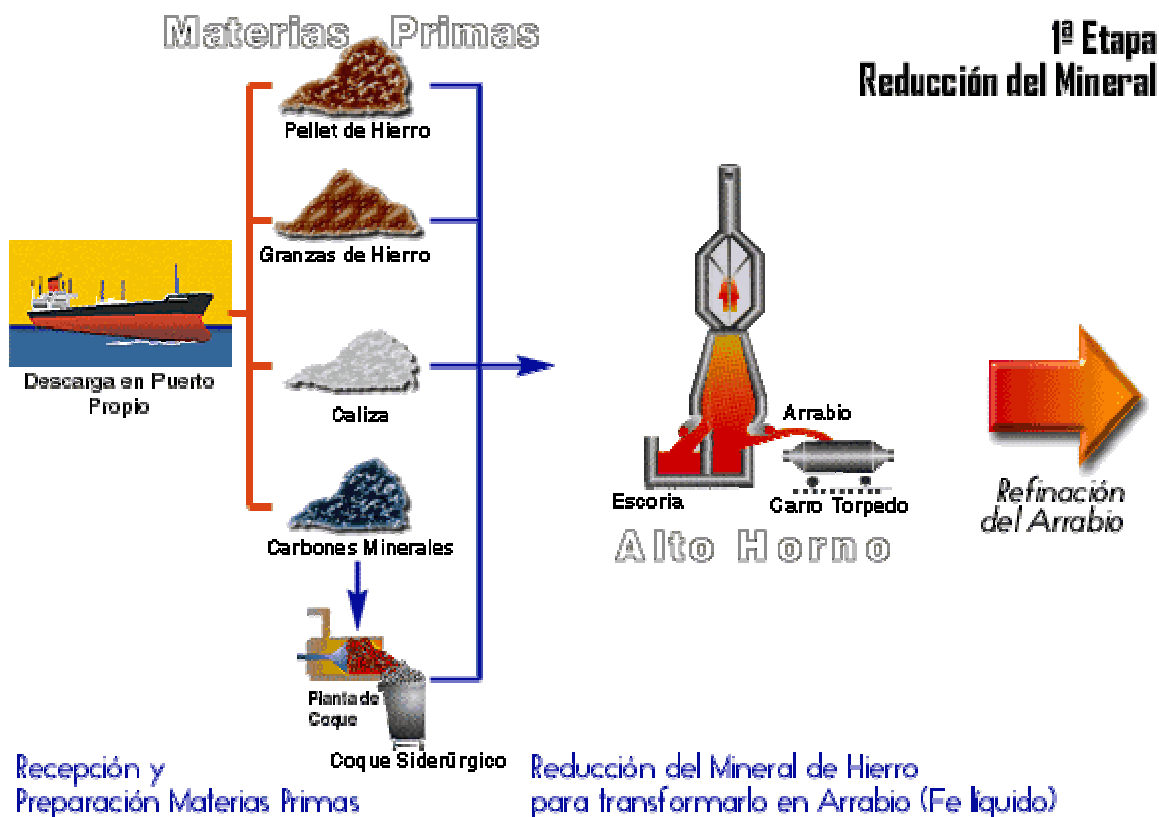 Materias Primas
1ª Etapa
Reducción del Mineral
Pellet de Hierro
Granzas de Hierro
Descarga en Puerto
Propio
Caliza
Carbones Minerales
Planta de
Coque
Coque Siderürgico
Arrabio
Escoria
Carro Torpedo
Alto Horno
Refinación
del Arrabio
Recepción y
Preparación Materias Primas
Reducción del Mineral de Hierro
para transformarlo en Arrabio (Fe líquido)